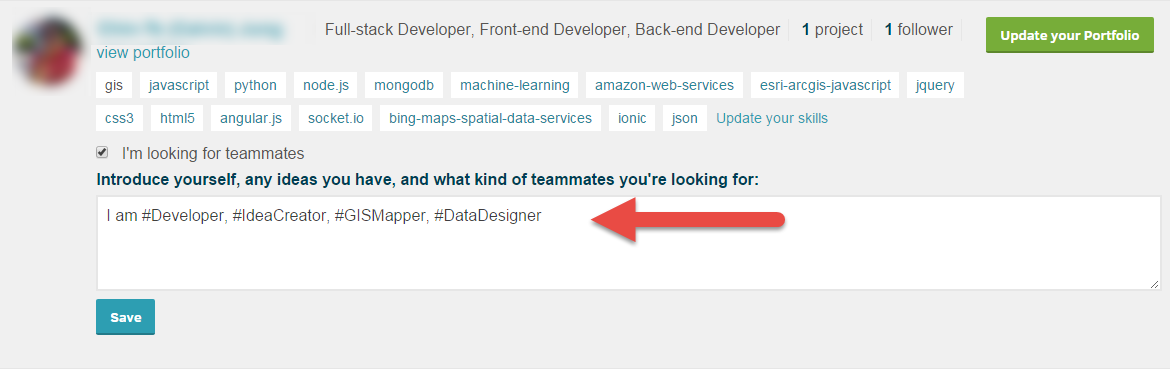 Full-stack Developer, Front-end Developer, Back-end Developer 1 project 1 follower Update your Portfolio
view portfolio
gis javascript python node.js mongodb machine-learning amazon-web-services esri-arcgis-javascript jquery
css3 html5 angular.js socket.io bing-maps-spatial-data-services ionic json Update your skills
I'm looking for teammates
Introduce yourself, any ideas you have, and what kind of teammates you're looking for:
I am #Developer, #IdeaCreator, #GISMapper, #DataDesigner
Save